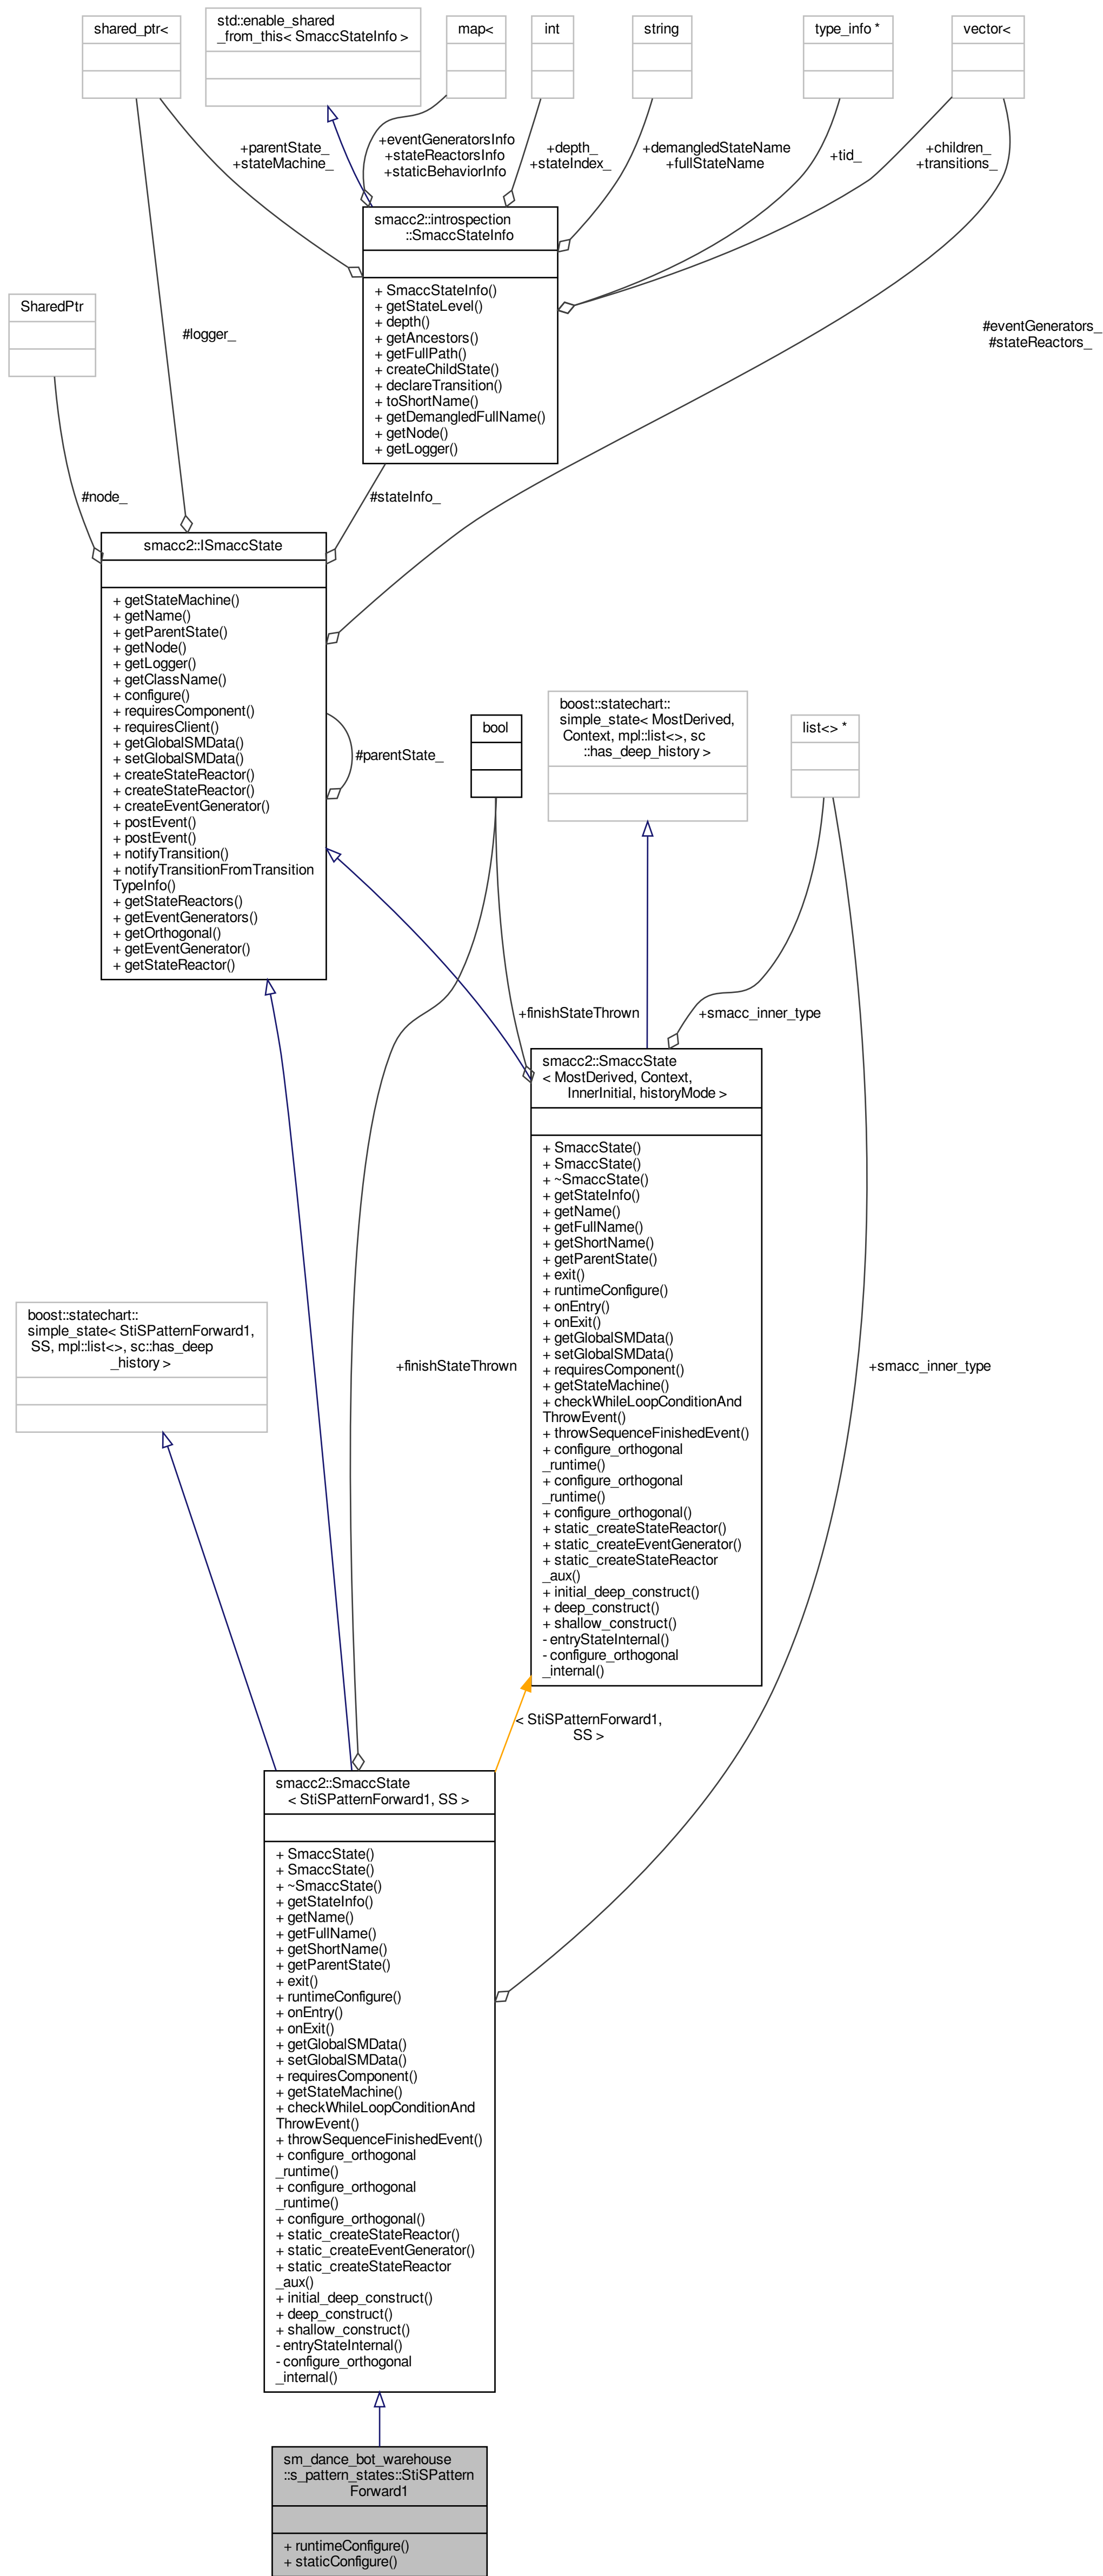 shared_ptr<
std::enable_shared
_from_this< SmaccStateInfo >
map<
int
string
type_info *
vector<
+parentState_
+stateMachine_
+eventGeneratorsInfo
+stateReactorsInfo
+staticBehaviorInfo
+depth_
+stateIndex_
+demangledStateName
+fullStateName
+tid_
+children_
+transitions_
smacc2::introspection
::SmaccStateInfo
+ SmaccStateInfo()
+ getStateLevel()
+ depth()
+ getAncestors()
+ getFullPath()
+ createChildState()
+ declareTransition()
+ toShortName()
+ getDemangledFullName()
+ getNode()
+ getLogger()
SharedPtr
#logger_
#eventGenerators_
#stateReactors_
#node_
#stateInfo_
smacc2::ISmaccState
+ getStateMachine()
+ getName()
+ getParentState()
+ getNode()
+ getLogger()
+ getClassName()
+ configure()
+ requiresComponent()
+ requiresClient()
+ getGlobalSMData()
+ setGlobalSMData()
+ createStateReactor()
+ createStateReactor()
+ createEventGenerator()
+ postEvent()
+ postEvent()
+ notifyTransition()
+ notifyTransitionFromTransition
TypeInfo()
+ getStateReactors()
+ getEventGenerators()
+ getOrthogonal()
+ getEventGenerator()
+ getStateReactor()
#parentState_
bool
boost::statechart::
simple_state< MostDerived,
Context, mpl::list<>, sc
::has_deep_history >
list<> *
+finishStateThrown
+smacc_inner_type
smacc2::SmaccState
< MostDerived, Context,
InnerInitial, historyMode >
+ SmaccState()
+ SmaccState()
+ ~SmaccState()
+ getStateInfo()
+ getName()
+ getFullName()
+ getShortName()
+ getParentState()
+ exit()
+ runtimeConfigure()
+ onEntry()
+ onExit()
+ getGlobalSMData()
+ setGlobalSMData()
+ requiresComponent()
+ getStateMachine()
+ checkWhileLoopConditionAnd
ThrowEvent()
+ throwSequenceFinishedEvent()
+ configure_orthogonal
_runtime()
+ configure_orthogonal
_runtime()
+ configure_orthogonal()
+ static_createStateReactor()
+ static_createEventGenerator()
+ static_createStateReactor
_aux()
+ initial_deep_construct()
+ deep_construct()
+ shallow_construct()
- entryStateInternal()
- configure_orthogonal
_internal()
boost::statechart::
simple_state< StiSPatternForward1,
SS, mpl::list<>, sc::has_deep
_history >
+finishStateThrown
+smacc_inner_type
< StiSPatternForward1,
SS >
smacc2::SmaccState
< StiSPatternForward1, SS >
+ SmaccState()
+ SmaccState()
+ ~SmaccState()
+ getStateInfo()
+ getName()
+ getFullName()
+ getShortName()
+ getParentState()
+ exit()
+ runtimeConfigure()
+ onEntry()
+ onExit()
+ getGlobalSMData()
+ setGlobalSMData()
+ requiresComponent()
+ getStateMachine()
+ checkWhileLoopConditionAnd
ThrowEvent()
+ throwSequenceFinishedEvent()
+ configure_orthogonal
_runtime()
+ configure_orthogonal
_runtime()
+ configure_orthogonal()
+ static_createStateReactor()
+ static_createEventGenerator()
+ static_createStateReactor
_aux()
+ initial_deep_construct()
+ deep_construct()
+ shallow_construct()
- entryStateInternal()
- configure_orthogonal
_internal()
sm_dance_bot_warehouse
::s_pattern_states::StiSPattern
Forward1
+ runtimeConfigure()
+ staticConfigure()